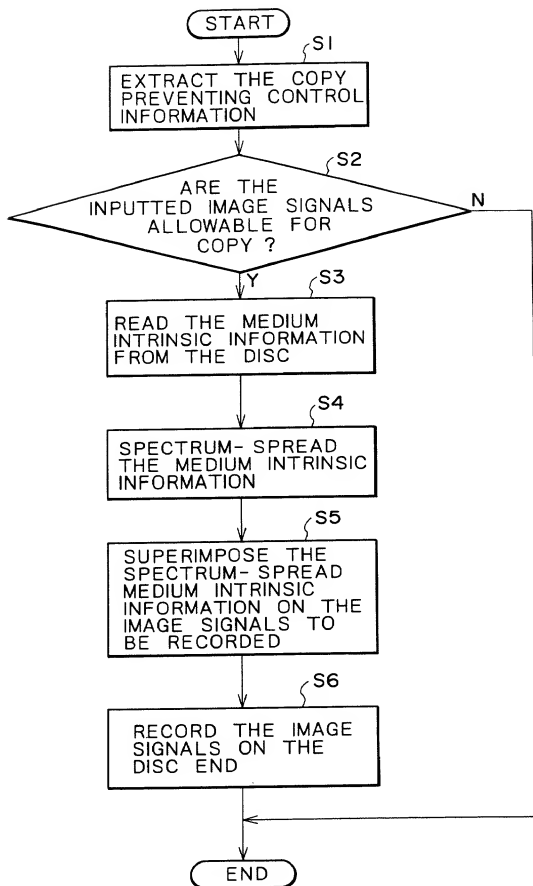 START
S1
EXTRACT THE COPY
PREVENTING CONTROL
INFORMATION
S2
ARE THE
INPUTTED IMAGE SIGNALS
ALLOWABLE FOR
COPY ?
N
Y
S3
READ THE MEDIUM
INTRINSIC INFORMATION
FROM THE DISC
S4
SPECTRUM-SPREAD
THE MEDIUM INTRINSIC
INFORMATION
S5
SUPERIMPOSE THE
SPECTRUM-SPREAD
MEDIUM INTRINSIC
INFORMATION ON THE
IMAGE SIGNALS TO
BE RECORDED
S6
RECORD THE IMAGE
SIGNALS ON THE
DISC END
END